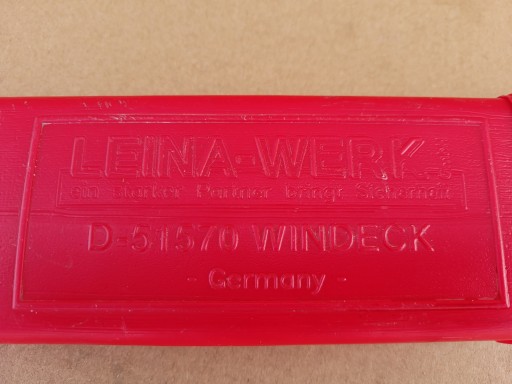 LEINA-WERK
ein starker Partner bringt Sicherheit
D-51570 WINDECK
- Germany -